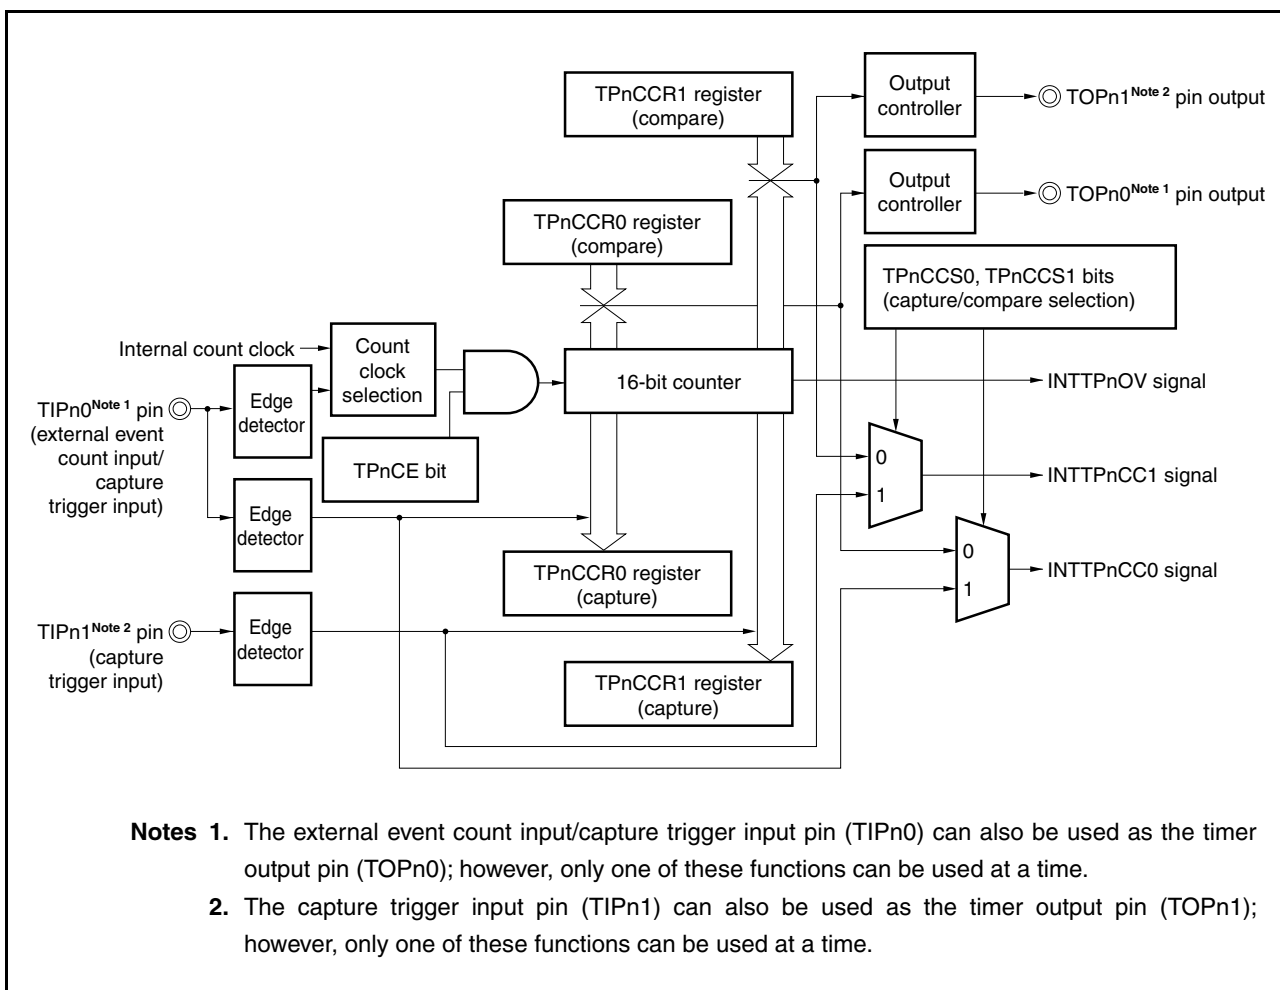 TPnCCR1 register
(compare)
Output
controller
TOPn1Note 2 pin output
Output
controller
TOPn0Note 1 pin output
TPnCCR0 register
(compare)
TPnCCS0, TPnCCS1 bits
(capture/compare selection)
Internal count clock
Count
clock
selection
16-bit counter
INTTPnOV signal
TIPn0Note 1 pin
(external event
count input/
capture
trigger input)
Edge
detector
TPnCE bit
0
1
INTTPnCC1 signal
Edge
detector
TPnCCR0 register
(capture)
0
1
INTTPnCC0 signal
TIPn1Note 2 pin
(capture
trigger input)
Edge
detector
TPnCCR1 register
(capture)
Notes 1. The external event count input/capture trigger input pin (TIPn0) can also be used as the timer
output pin (TOPn0); however, only one of these functions can be used at a time.
2. The capture trigger input pin (TIPn1) can also be used as the timer output pin (TOPn1);
however, only one of these functions can be used at a time.